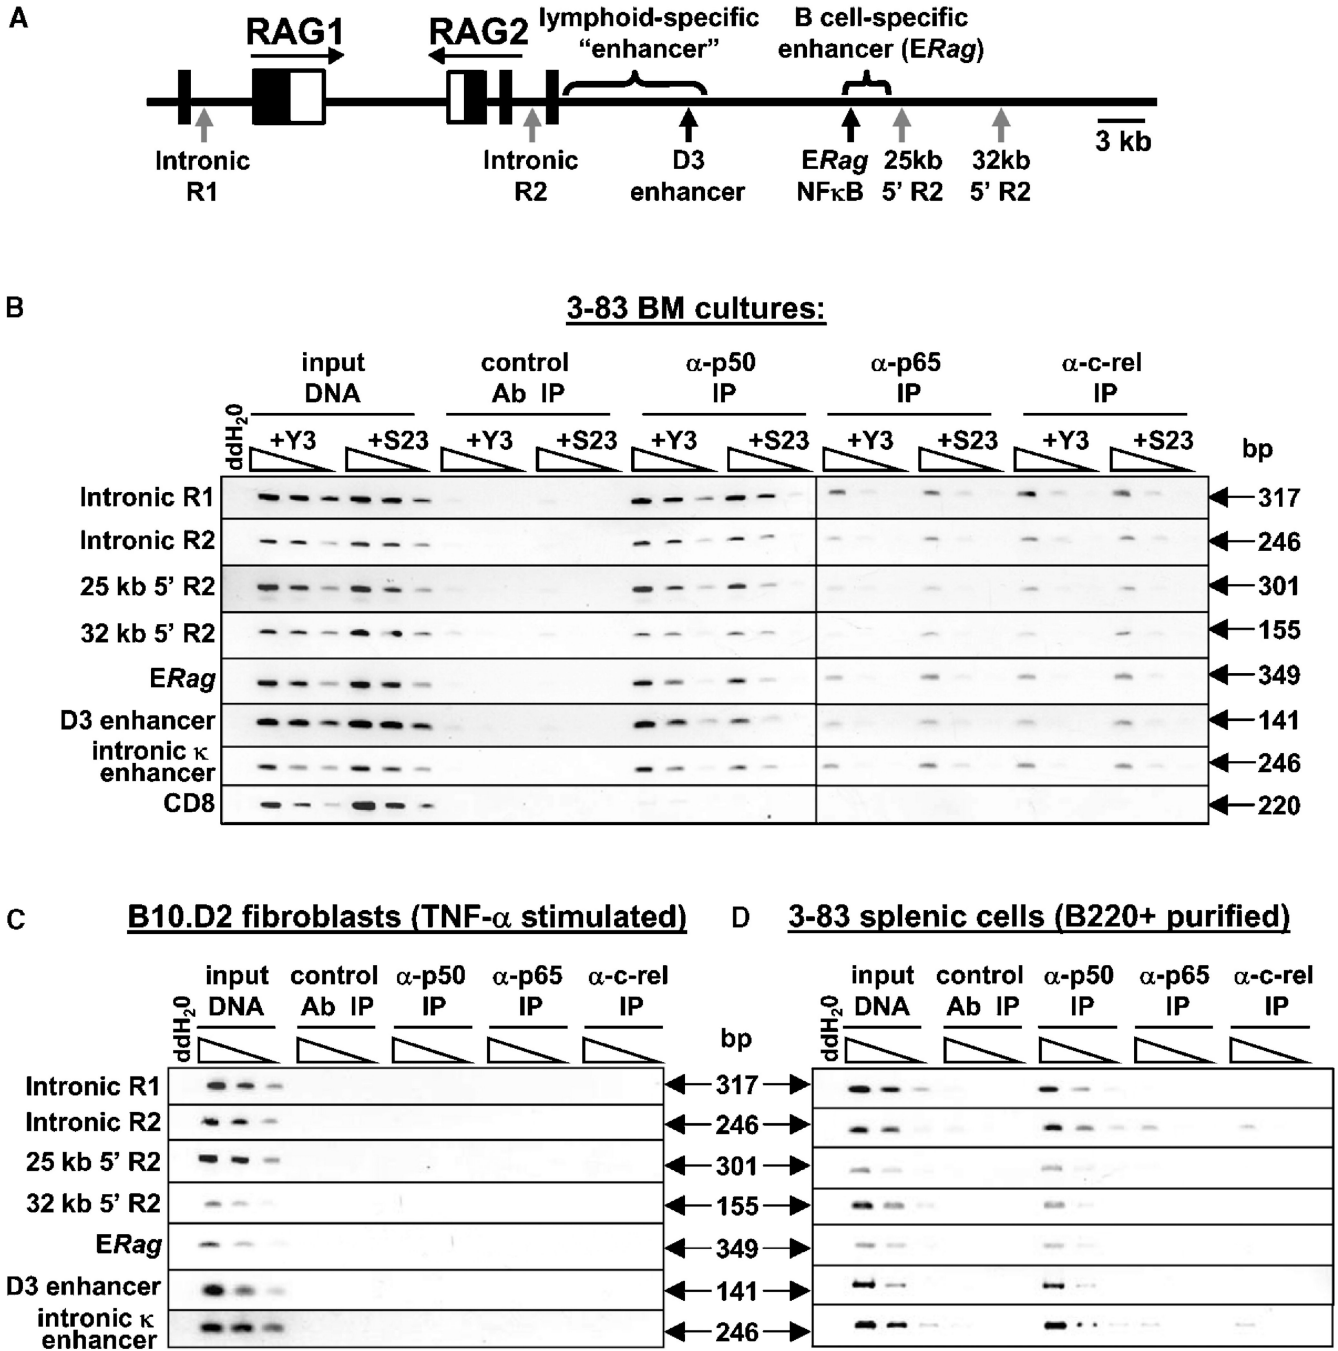 A
RAG1
RAG2
lymphoid-specific
“enhancer”
B cell-specific
enhancer (ERag)
3 kb
Intronic
R1
Intronic
R2
D3
enhancer
ERag
NFκB
25kb
5’ R2
32kb
5’ R2
B
3-83 BM cultures:
input
DNA
control
Ab IP
α-p50
IP
α-p65
IP
α-c-rel
IP
ddH20
+Y3 +S23 +Y3 +S23 +Y3 +S23 +Y3 +S23 +Y3 +S23
bp
Intronic R1 317
Intronic R2 246
25 kb 5’ R2 301
32 kb 5’ R2 155
ERag 349
D3 enhancer 141
intronic κ
enhancer 246
CD8 220
C
B10.D2 fibroblasts (TNF-α stimulated)
D
3-83 splenic cells (B220+ purified)
input
DNA
control
Ab IP
α-p50
IP
α-p65
IP
α-c-rel
IP
ddH20
bp
input
DNA
control
Ab IP
α-p50
IP
α-p65
IP
α-c-rel
IP
ddH20
Intronic R1 317
Intronic R2 246
25 kb 5’ R2 301
32 kb 5’ R2 155
ERag 349
D3 enhancer 141
intronic κ
enhancer 246